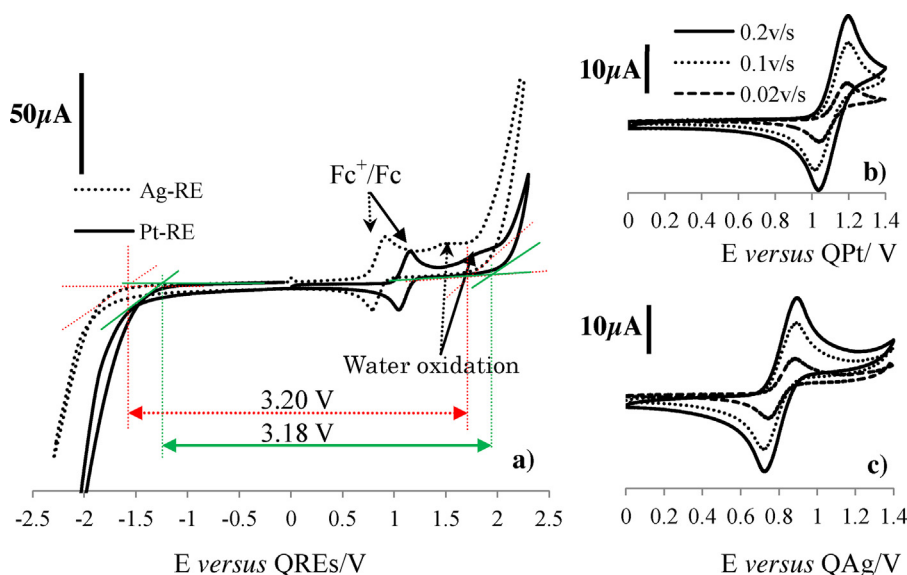 50µA
Ag-RE
Pt-RE
Fc⁺/Fc
Water oxidation
3.20 V
3.18 V
a)
-2.5 -2 -1.5 -1 -0.5 0 0.5 1 1.5 2 2.5
E versus QREs/V
10µA
0.2v/s
0.1v/s
0.02v/s
b)
0 0.2 0.4 0.6 0.8 1 1.2 1.4
E versus QPt/ V
10µA
c)
0 0.2 0.4 0.6 0.8 1 1.2 1.4
E versus QAg/V